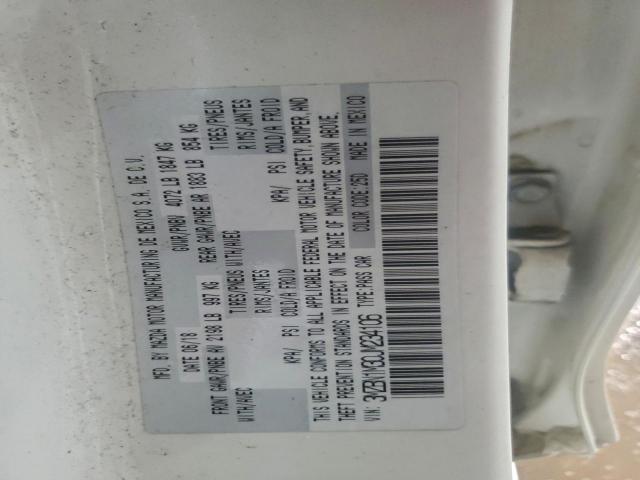 MFD. BY MAZDA MOTOR MANUFACTURING DE MEXICO S.A. DE C.V.
06/18 GVWR/PNBV 4072 LB 1847 KG
FRONT GAWR/PNBE AV 2198 LB 997 KG REAR GAWR/PNBE AR 1883 LB 854 KG
WITH/AVEC TIRES/PNEUS WITH/AVEC TIRES/PNEUS
RIMS/JANTES RIMS/JANTES
KPA/ PSI COLD/A FROID KPA/ PSI COLD/A FROID
THIS VEHICLE CONFORMS TO ALL APPLICABLE FEDERAL MOTOR VEHICLE SAFETY, BUMPER, AND
THEFT PREVENTION STANDARDS IN EFFECT ON THE DATE OF MANUFACTURE SHOWN ABOVE.
VIN: 3MZBN1M30JM234106 TYPE:PASS CAR COLOR CODE:25D MADE IN MEXICO